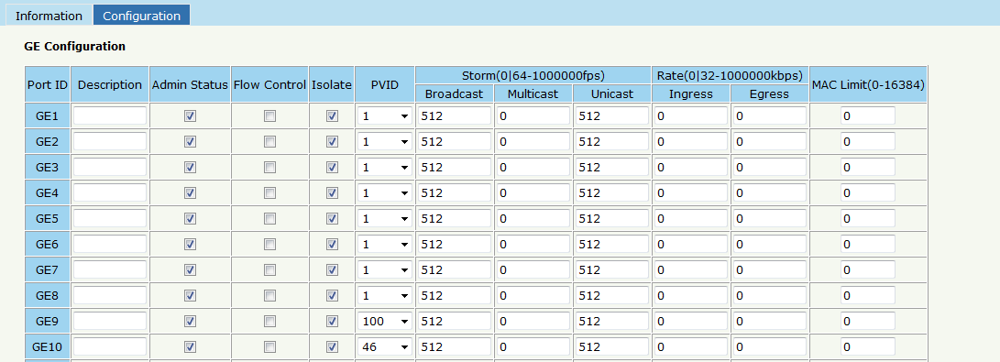 Information Configuration
GE Configuration
Port ID Description Admin Status Flow Control Isolate PVID Storm(0|64-1000000fps) Rate(0|32-1000000kbps) MAC Limit(0-16384)
Broadcast Multicast Unicast Ingress Egress
GE1 1 512 0 512 0 0 0
GE2 1 512 0 512 0 0 0
GE3 1 512 0 512 0 0 0
GE4 1 512 0 512 0 0 0
GE5 1 512 0 512 0 0 0
GE6 1 512 0 512 0 0 0
GE7 1 512 0 512 0 0 0
GE8 1 512 0 512 0 0 0
GE9 100 512 0 512 0 0 0
GE10 46 512 0 512 0 0 0